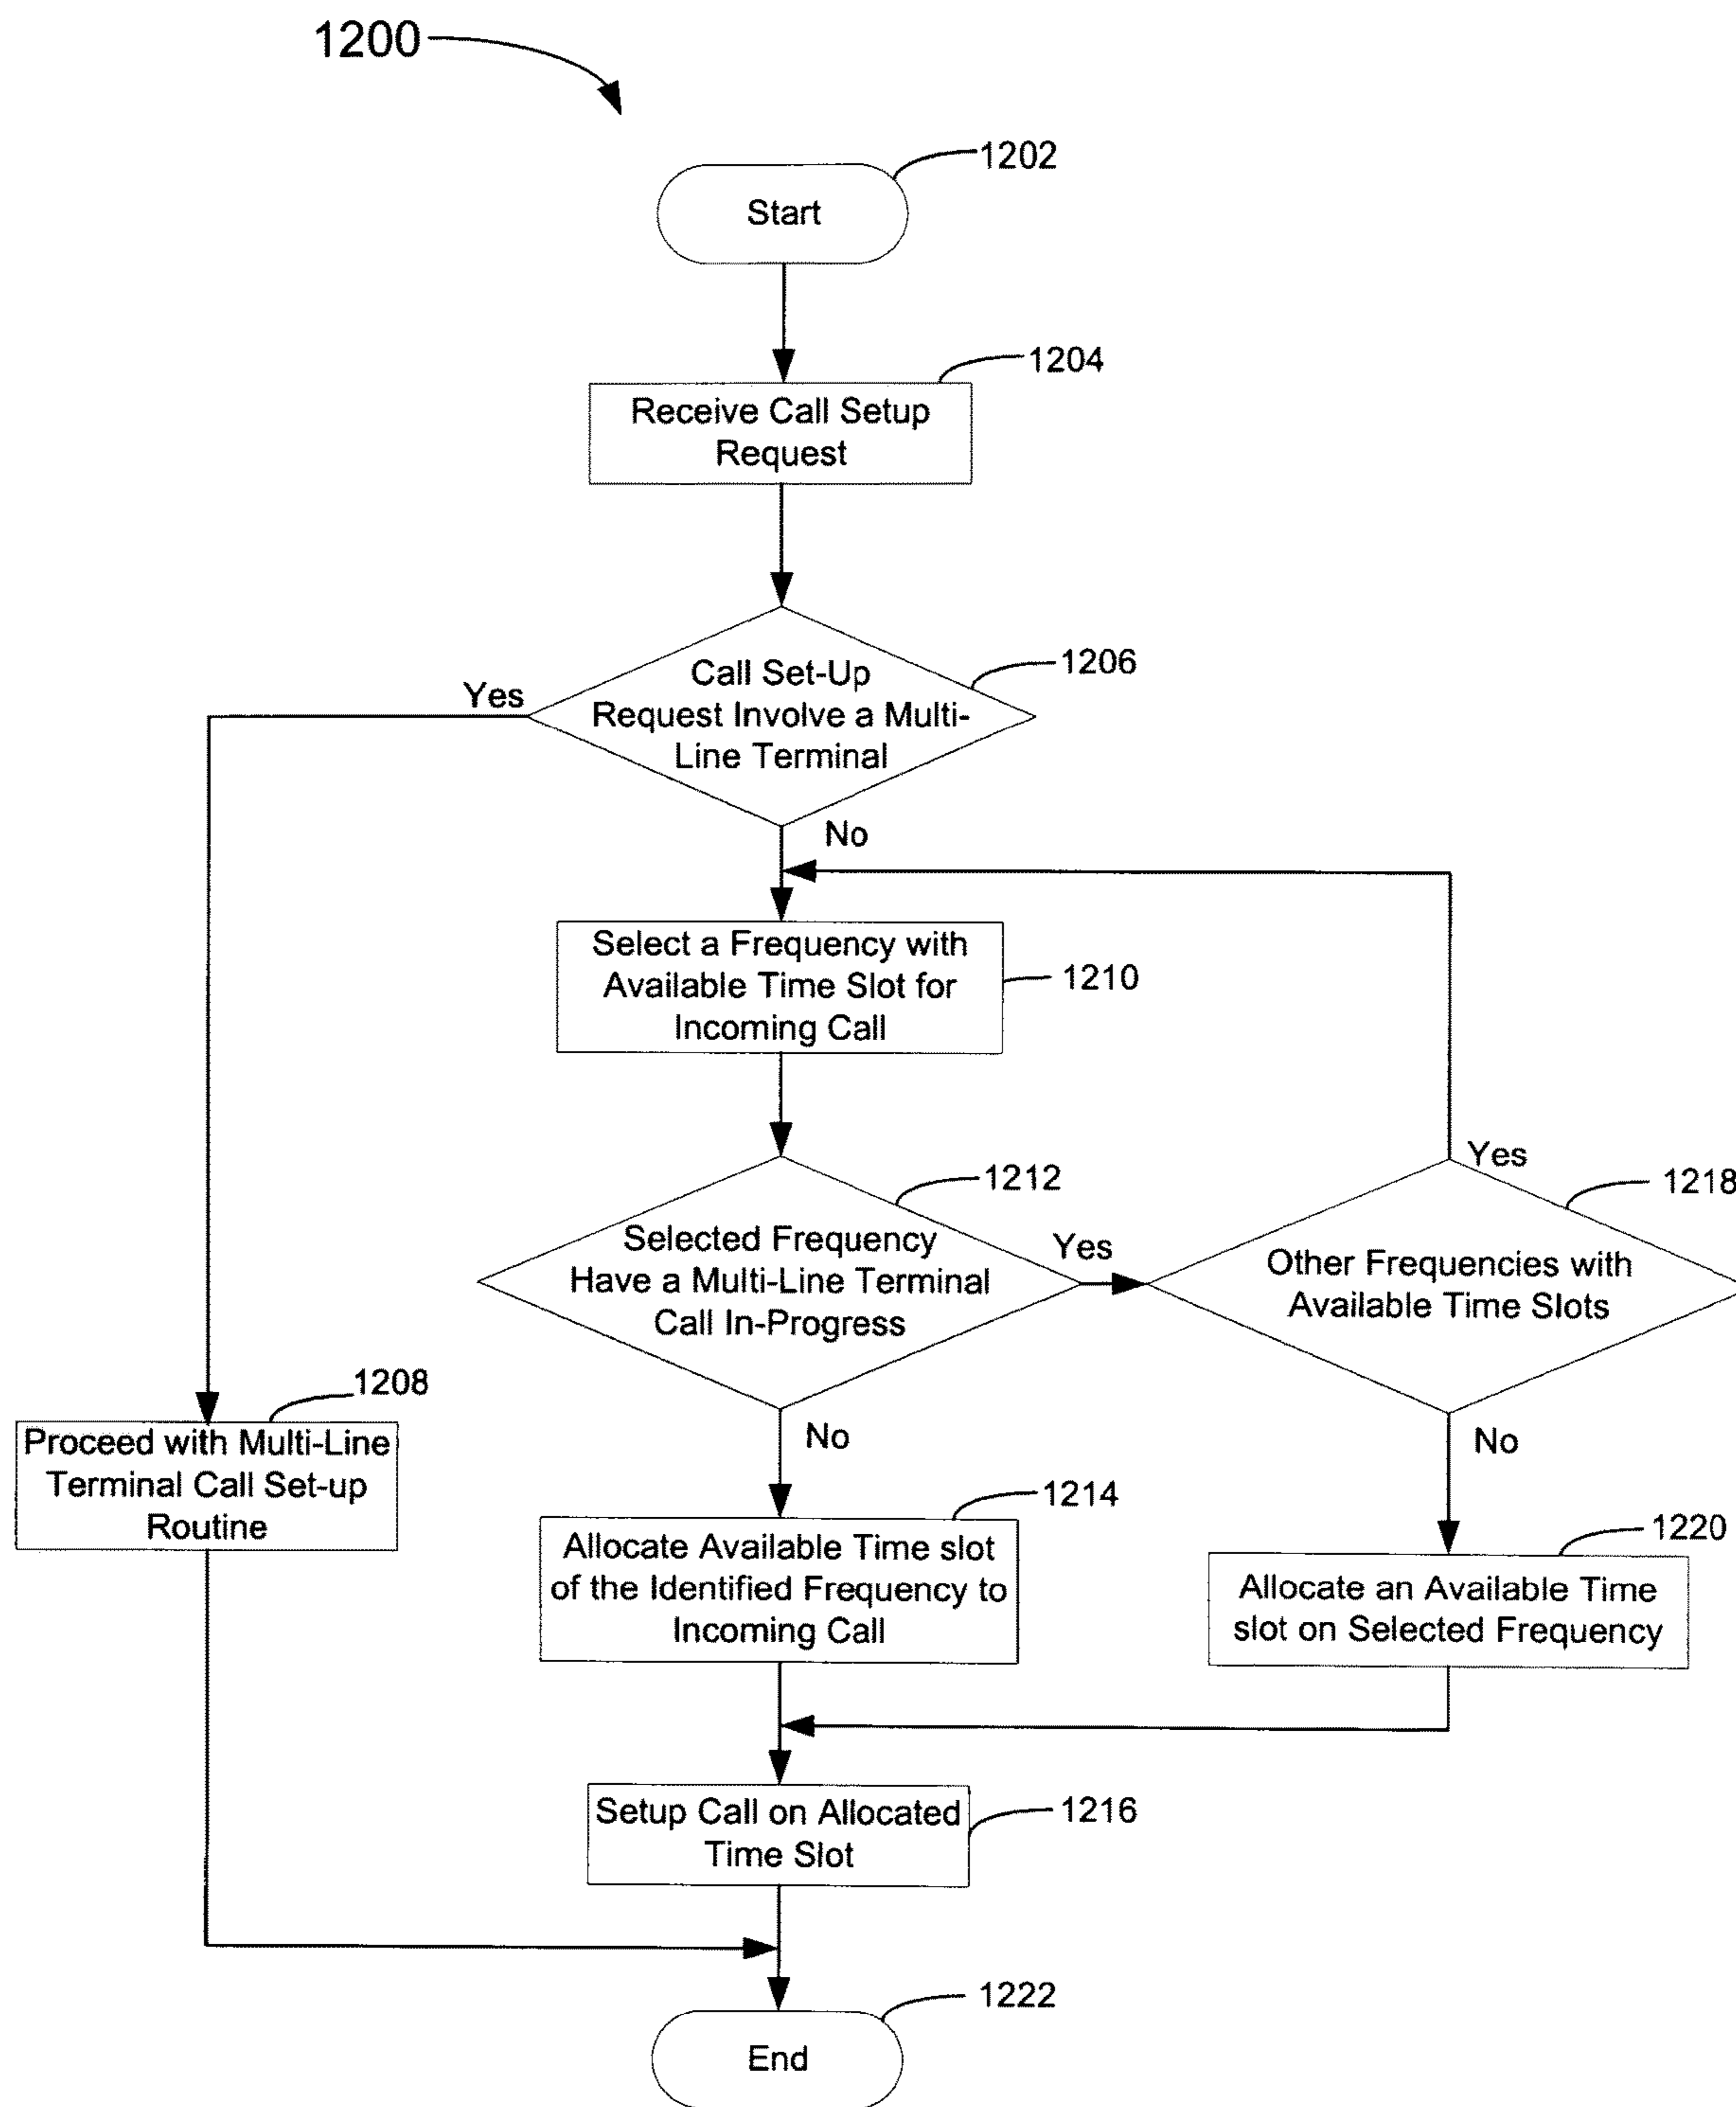 1200
1202
Start
1204
Receive Call Setup
Request
1206
Call Set-Up
Request Involve a Multi-
Line Terminal
Yes
No
Select a Frequency with
Available Time Slot for
Incoming Call
1210
1212
Selected Frequency
Have a Multi-Line Terminal
Call In-Progress
Yes
No
1218
Other Frequencies with
Available Time Slots
Yes
No
1208
Proceed with Multi-Line
Terminal Call Set-up
Routine
1214
Allocate Available Time slot
of the Identified Frequency to
Incoming Call
1220
Allocate an Available Time
slot on Selected Frequency
Setup Call on Allocated
Time Slot
1216
1222
End